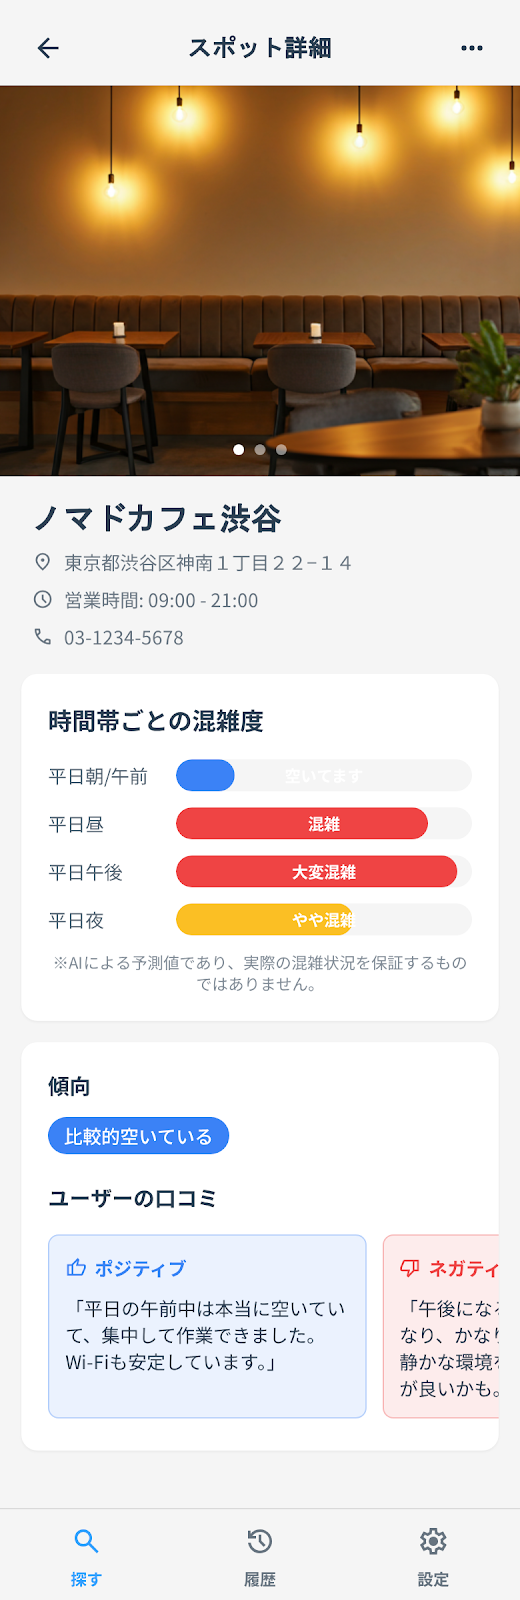 スポット詳細
ノマドカフェ渋谷
東京都渋谷区神南１丁目２２−１４
営業時間: 09:00 - 21:00
03-1234-5678
時間帯ごとの混雑度
平日朝/午前
空いてます
平日昼
混雑
平日午後
大変混雑
平日夜
やや混雑
※AIによる予測値であり、実際の混雑状況を保証するもの
ではありません。
傾向
比較的空いている
ユーザーの口コミ
ポジティブ
「平日の午前中は本当に空いてい
て、集中して作業できました。
Wi-Fiも安定しています。」
ネガティ
「午後になる
なり、かなり
静かな環境を
が良いかも。
探す
履歴
設定